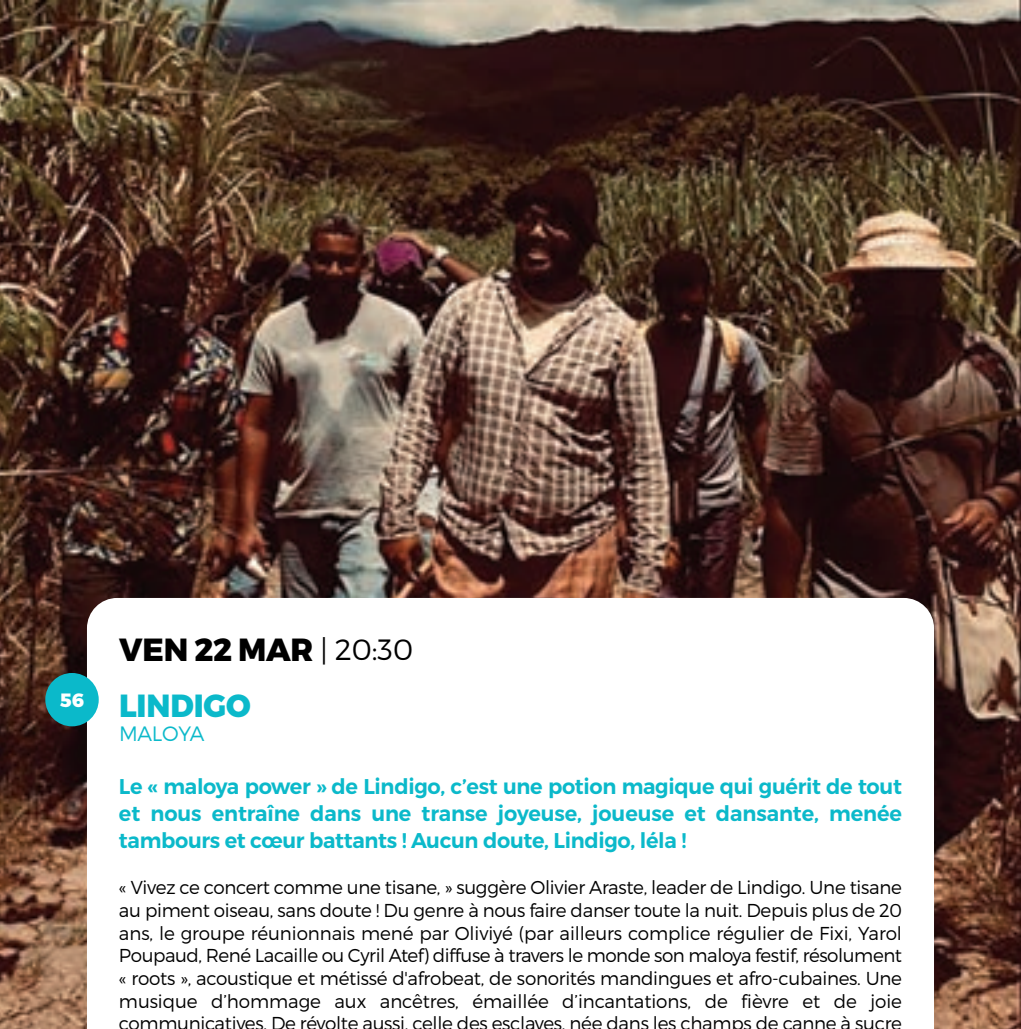 VEN 22 MAR | 20:30
56
LINDIGO
MALOYA
Le « maloya power » de Lindigo, c’est une potion magique qui guérit de tout
et nous entraîne dans une transe joyeuse, joueuse et dansante, menée
tambours et cœur battants ! Aucun doute, Lindigo, léla !
« Vivez ce concert comme une tisane, » suggère Olivier Araste, leader de Lindigo. Une tisane
au piment oiseau, sans doute ! Du genre à nous faire danser toute la nuit. Depuis plus de 20
ans, le groupe réunionnais mené par Oliviyé (par ailleurs complice régulier de Fixi, Yarol
Poupaud, René Lacaille ou Cyril Atef) diffuse à travers le monde son maloya festif, résolument
« roots », acoustique et métissé d'afrobeat, de sonorités mandingues et afro-cubaines. Une
musique d’hommage aux ancêtres, émaillée d’incantations, de fièvre et de joie
communicatives. De révolte aussi, celle des esclaves, née dans les champs de canne à sucre